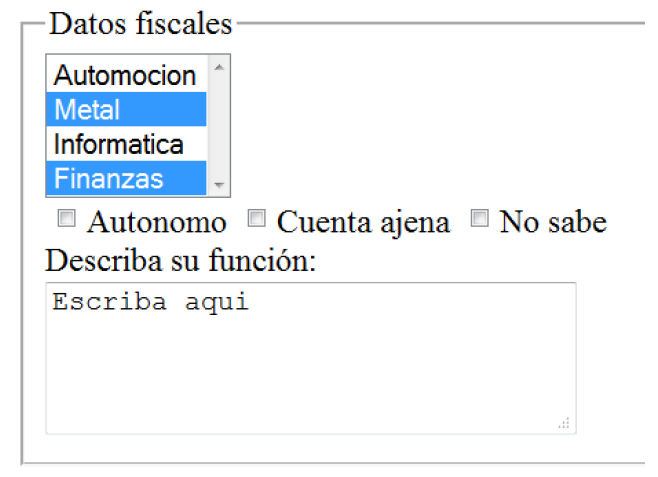 Datos fiscales
Automocion
Metal
Informatica
Finanzas
Autonomo Cuenta ajena No sabe
Describa su función:
Escriba aqui